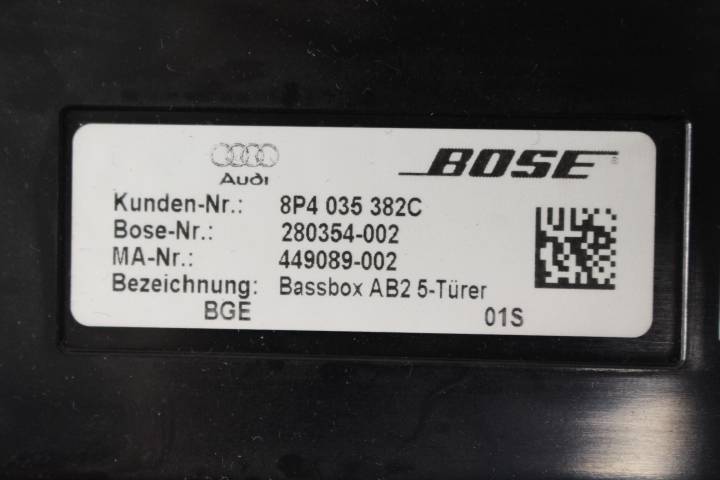 Audi BOSE
Kunden-Nr.: 8P4 035 382C
Bose-Nr.: 280354-002
MA-Nr.: 449089-002
Bezeichnung: Bassbox AB2 5-Türer
BGE 01S